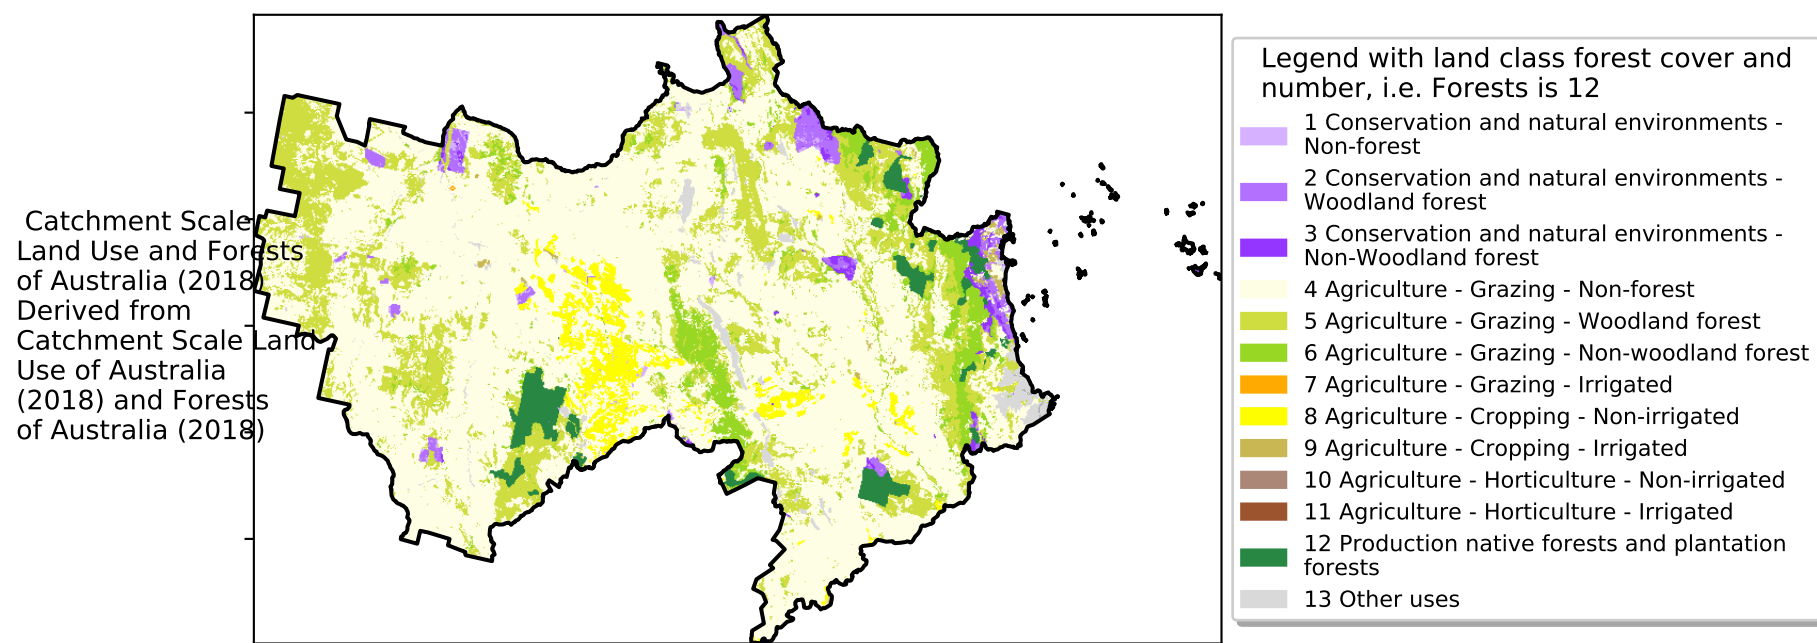 Catchment Scale
Land Use and Forests
of Australia (2018)
Derived from
Catchment Scale Land
Use of Australia
(2018) and Forests
of Australia (2018)
Legend with land class forest cover and
number, i.e. Forests is 12
1 Conservation and natural environments -
Non-forest
2 Conservation and natural environments -
Woodland forest
3 Conservation and natural environments -
Non-Woodland forest
4 Agriculture - Grazing - Non-forest
5 Agriculture - Grazing - Woodland forest
6 Agriculture - Grazing - Non-woodland forest
7 Agriculture - Grazing - Irrigated
8 Agriculture - Cropping - Non-irrigated
9 Agriculture - Cropping - Irrigated
10 Agriculture - Horticulture - Non-irrigated
11 Agriculture - Horticulture - Irrigated
12 Production native forests and plantation
forests
13 Other uses